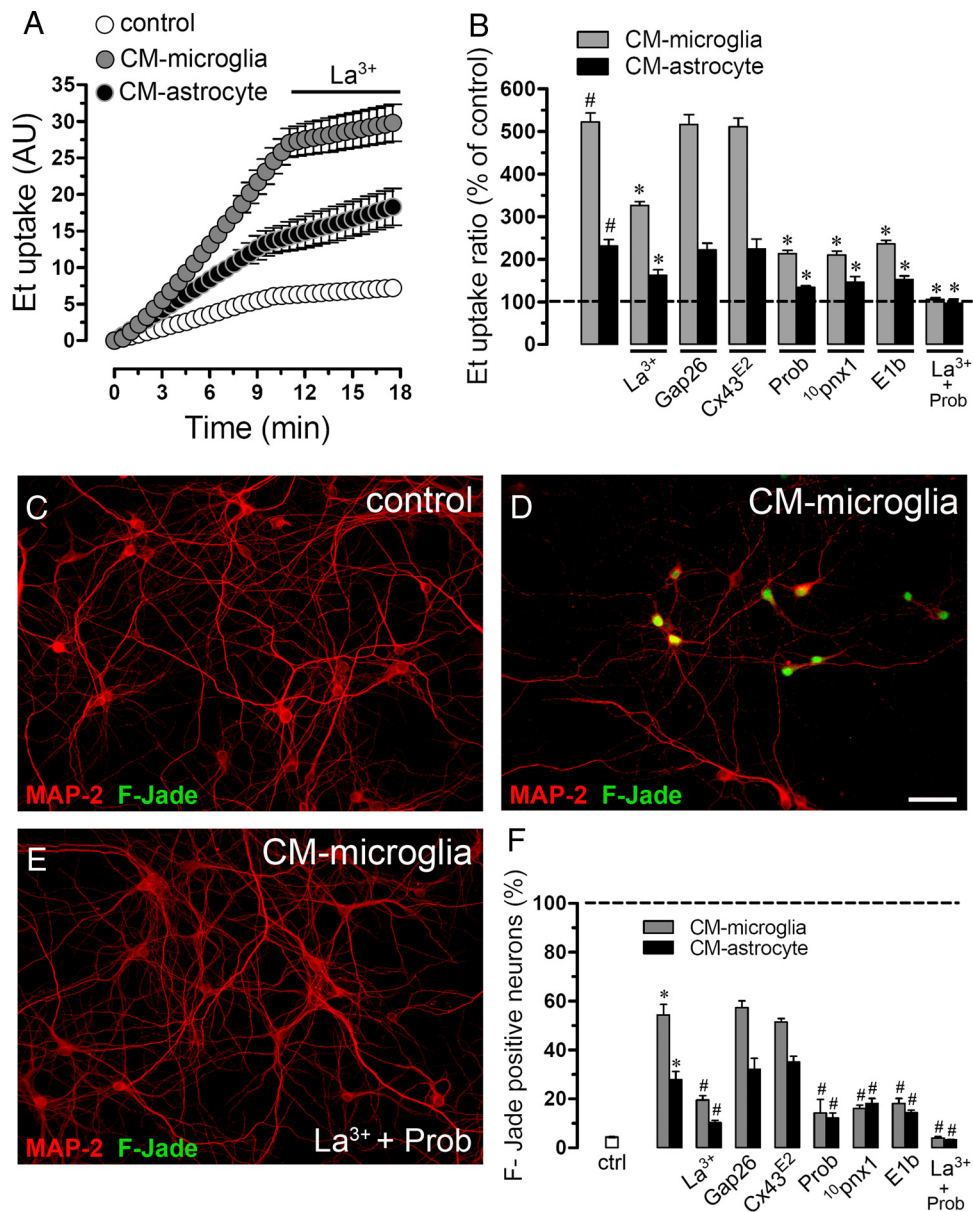 A
control
CM-microglia
CM-astrocyte
La³⁺
Et uptake (AU)
35
30
25
20
15
10
5
0
0 3 6 9 12 15 18
Time (min)
B
CM-microglia
CM-astrocyte
Et uptake ratio (% of control)
600
500
400
300
200
100
0
# # * * * * * * * * * *
La³⁺
Gap26
Cx43ᴱ²
Prob
¹⁰pnx1
E1b
La³⁺
+
Prob
C
control
MAP-2 F-Jade
D
CM-microglia
MAP-2 F-Jade
E
CM-microglia
MAP-2 F-Jade
La³⁺ + Prob
F
F- Jade positive neurons (%)
100
80
60
40
20
0
CM-microglia
CM-astrocyte
* * # # # # # # # # # #
ctrl
La³⁺
Gap26
Cx43ᴱ²
Prob
¹⁰pnx1
E1b
La³⁺
+
Prob